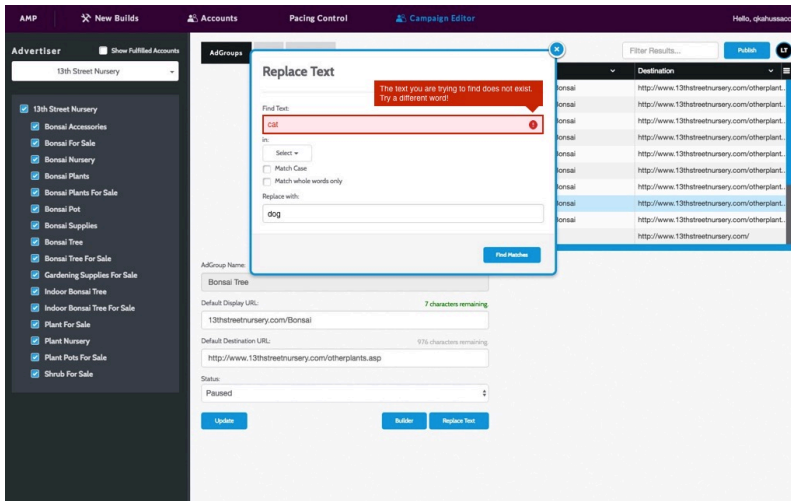 AMP New Builds Accounts Pacing Control Campaign Editor Hello, qkahussacc
Advertiser Show Fulfilled Accounts
13th Street Nursery
13th Street Nursery
Bonsai Accessories
Bonsai For Sale
Bonsai Nursery
Bonsai Plants
Bonsai Plants For Sale
Bonsai Pot
Bonsai Supplies
Bonsai Tree
Bonsai Tree For Sale
Gardening Supplies For Sale
Indoor Bonsai Tree
Indoor Bonsai Tree For Sale
Plant For Sale
Plant Nursery
Plant Pots For Sale
Shrub For Sale
AdGroups
Filter Results... Publish LT
Replace Text
The text you are trying to find does not exist.
Try a different word!
Find Text:
cat
in:
Select
Match Case
Match whole words only
Replace with:
dog
Find Matches
Destination
http://www.13thstreetnursery.com/otherplant..
http://www.13thstreetnursery.com/otherplant..
http://www.13thstreetnursery.com/otherplant..
http://www.13thstreetnursery.com/otherplant..
http://www.13thstreetnursery.com/otherplant..
http://www.13thstreetnursery.com/otherplant..
http://www.13thstreetnursery.com/otherplant..
http://www.13thstreetnursery.com/otherplant..
http://www.13thstreetnursery.com/
AdGroup Name:
Bonsai Tree
Default Display URL: 7 characters remaining
13thstreetnursery.com/Bonsai
Default Destination URL: 976 characters remaining
http://www.13thstreetnursery.com/otherplants.asp
Status:
Paused
Update Builder Replace Text